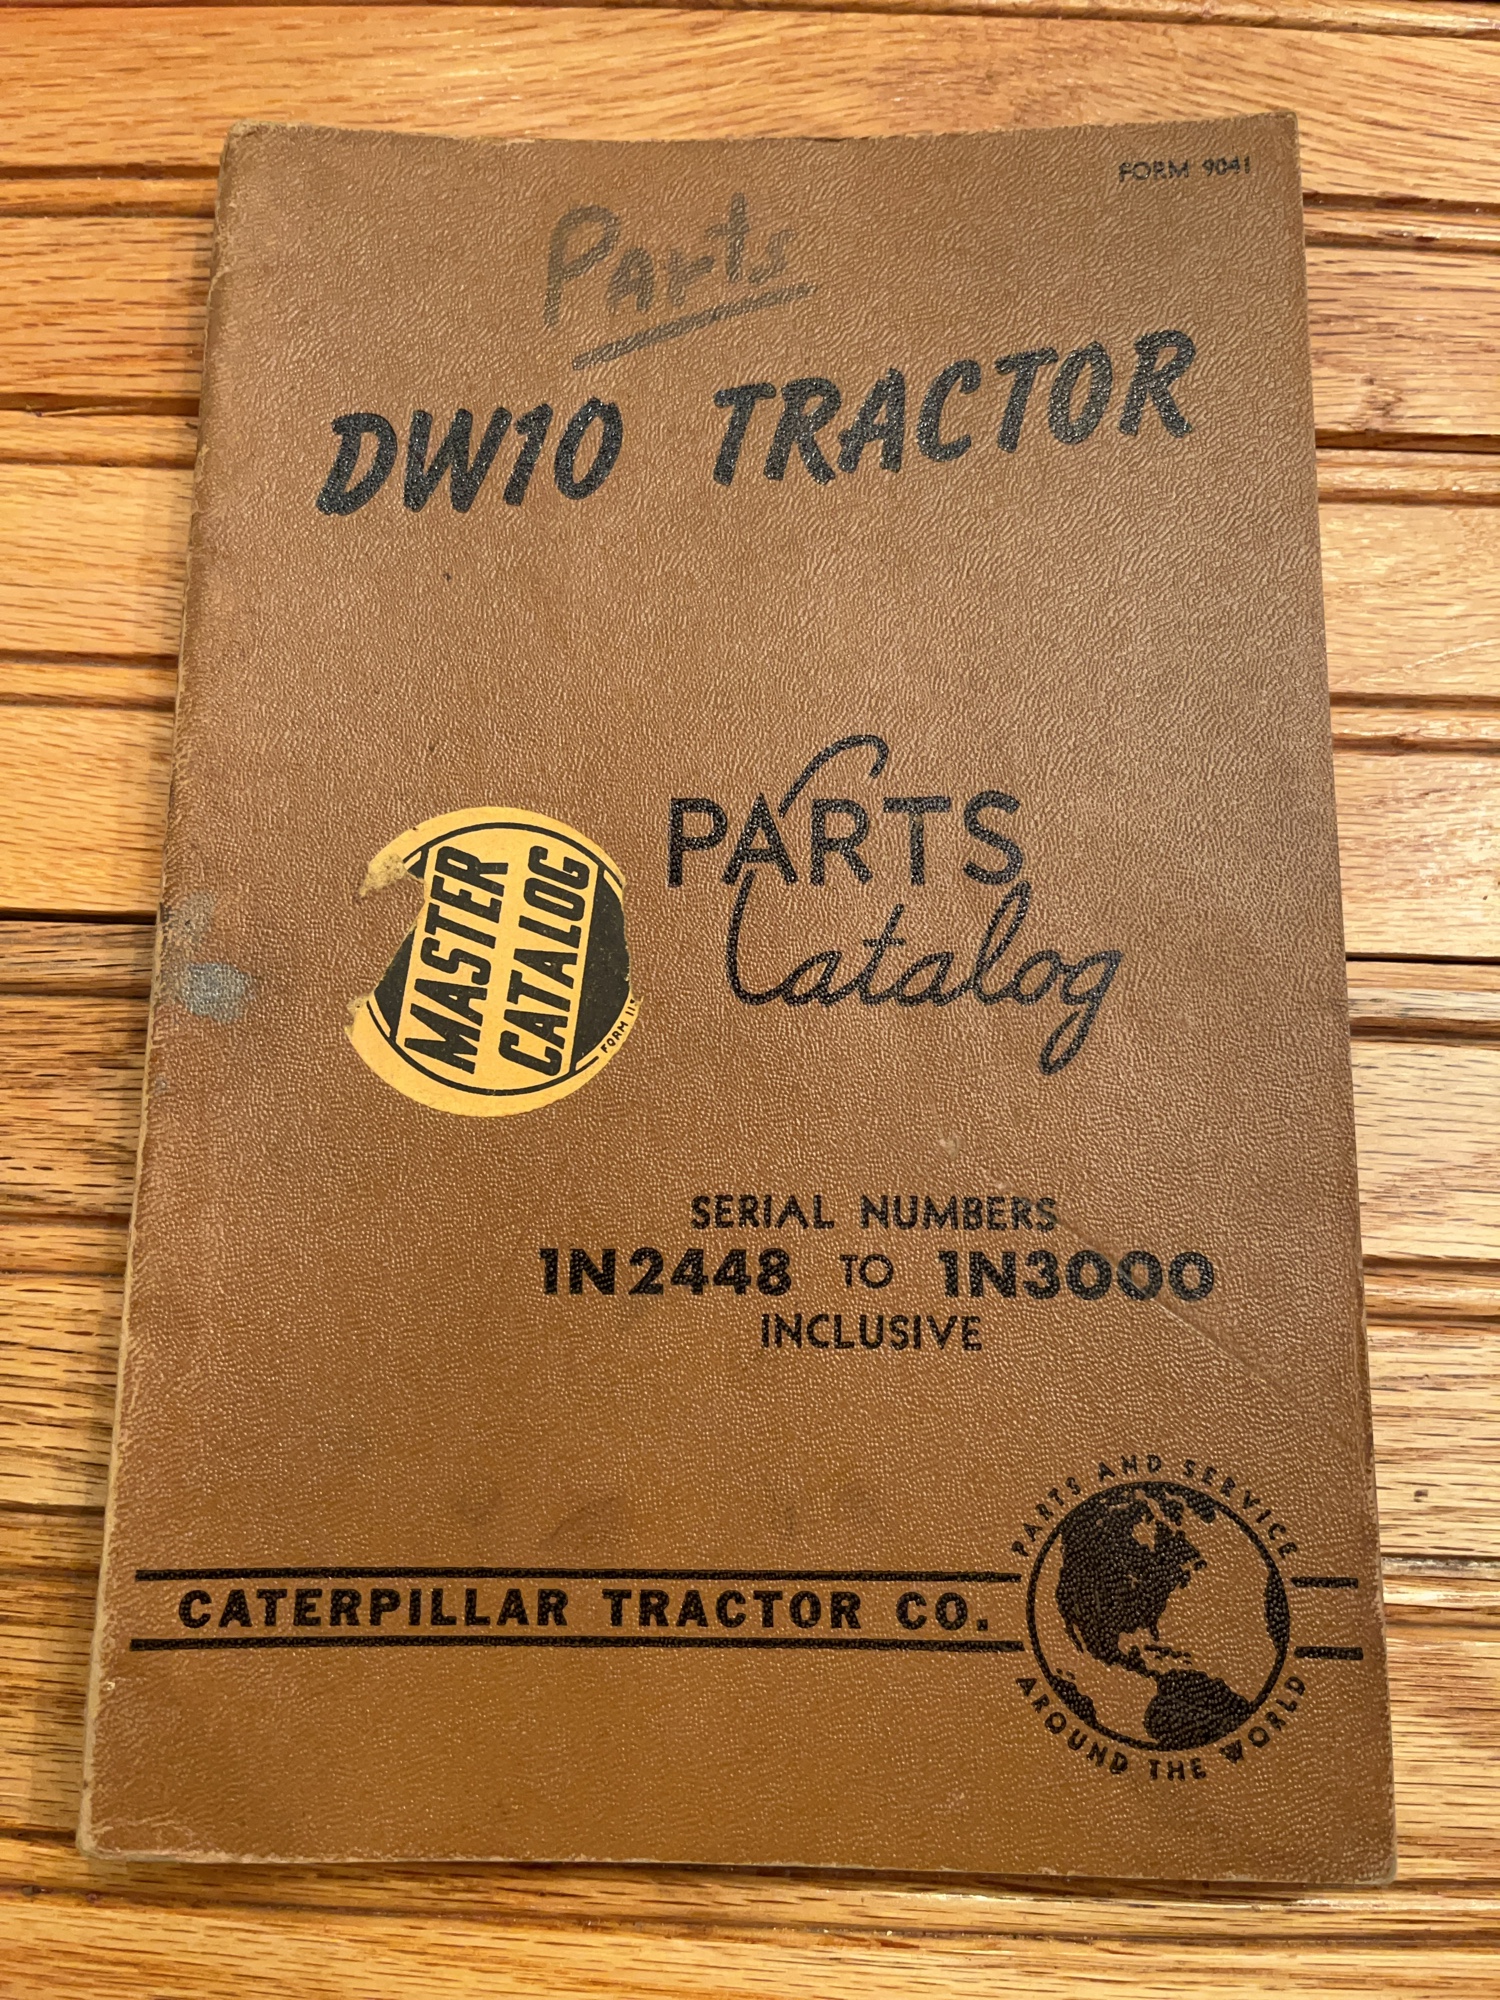 FORM 9041
Parts
DW10 TRACTOR
PARTS
Catalog
MASTER
CATALOG
FORM
SERIAL NUMBERS
1N2448 TO 1N3000
INCLUSIVE
PARTS AND SERVICE
CATERPILLAR TRACTOR CO.
AROUND THE WORLD